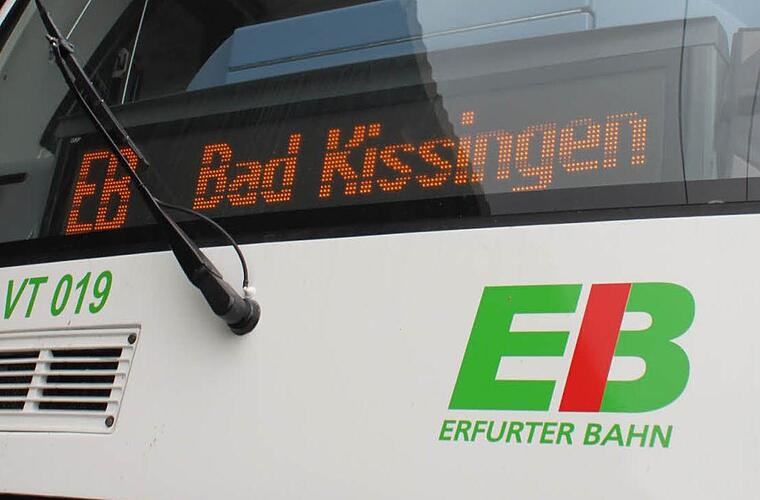 EB Bad Kissingen
VT 019
EB
ERFURTER BAHN